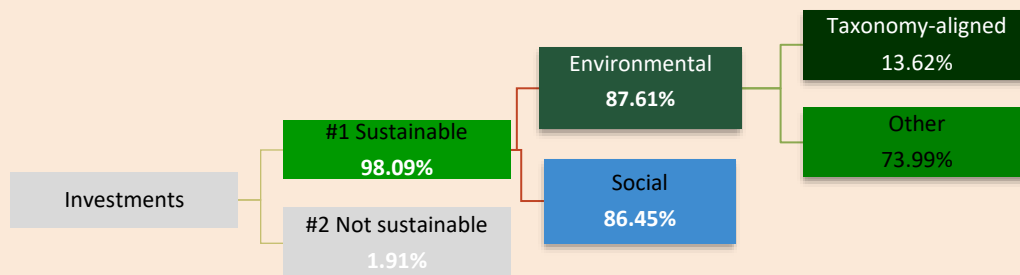 Investments
#1 Sustainable
98.09%
#2 Not sustainable
1.91%
Environmental
87.61%
Social
86.45%
Taxonomy-aligned
13.62%
Other
73.99%